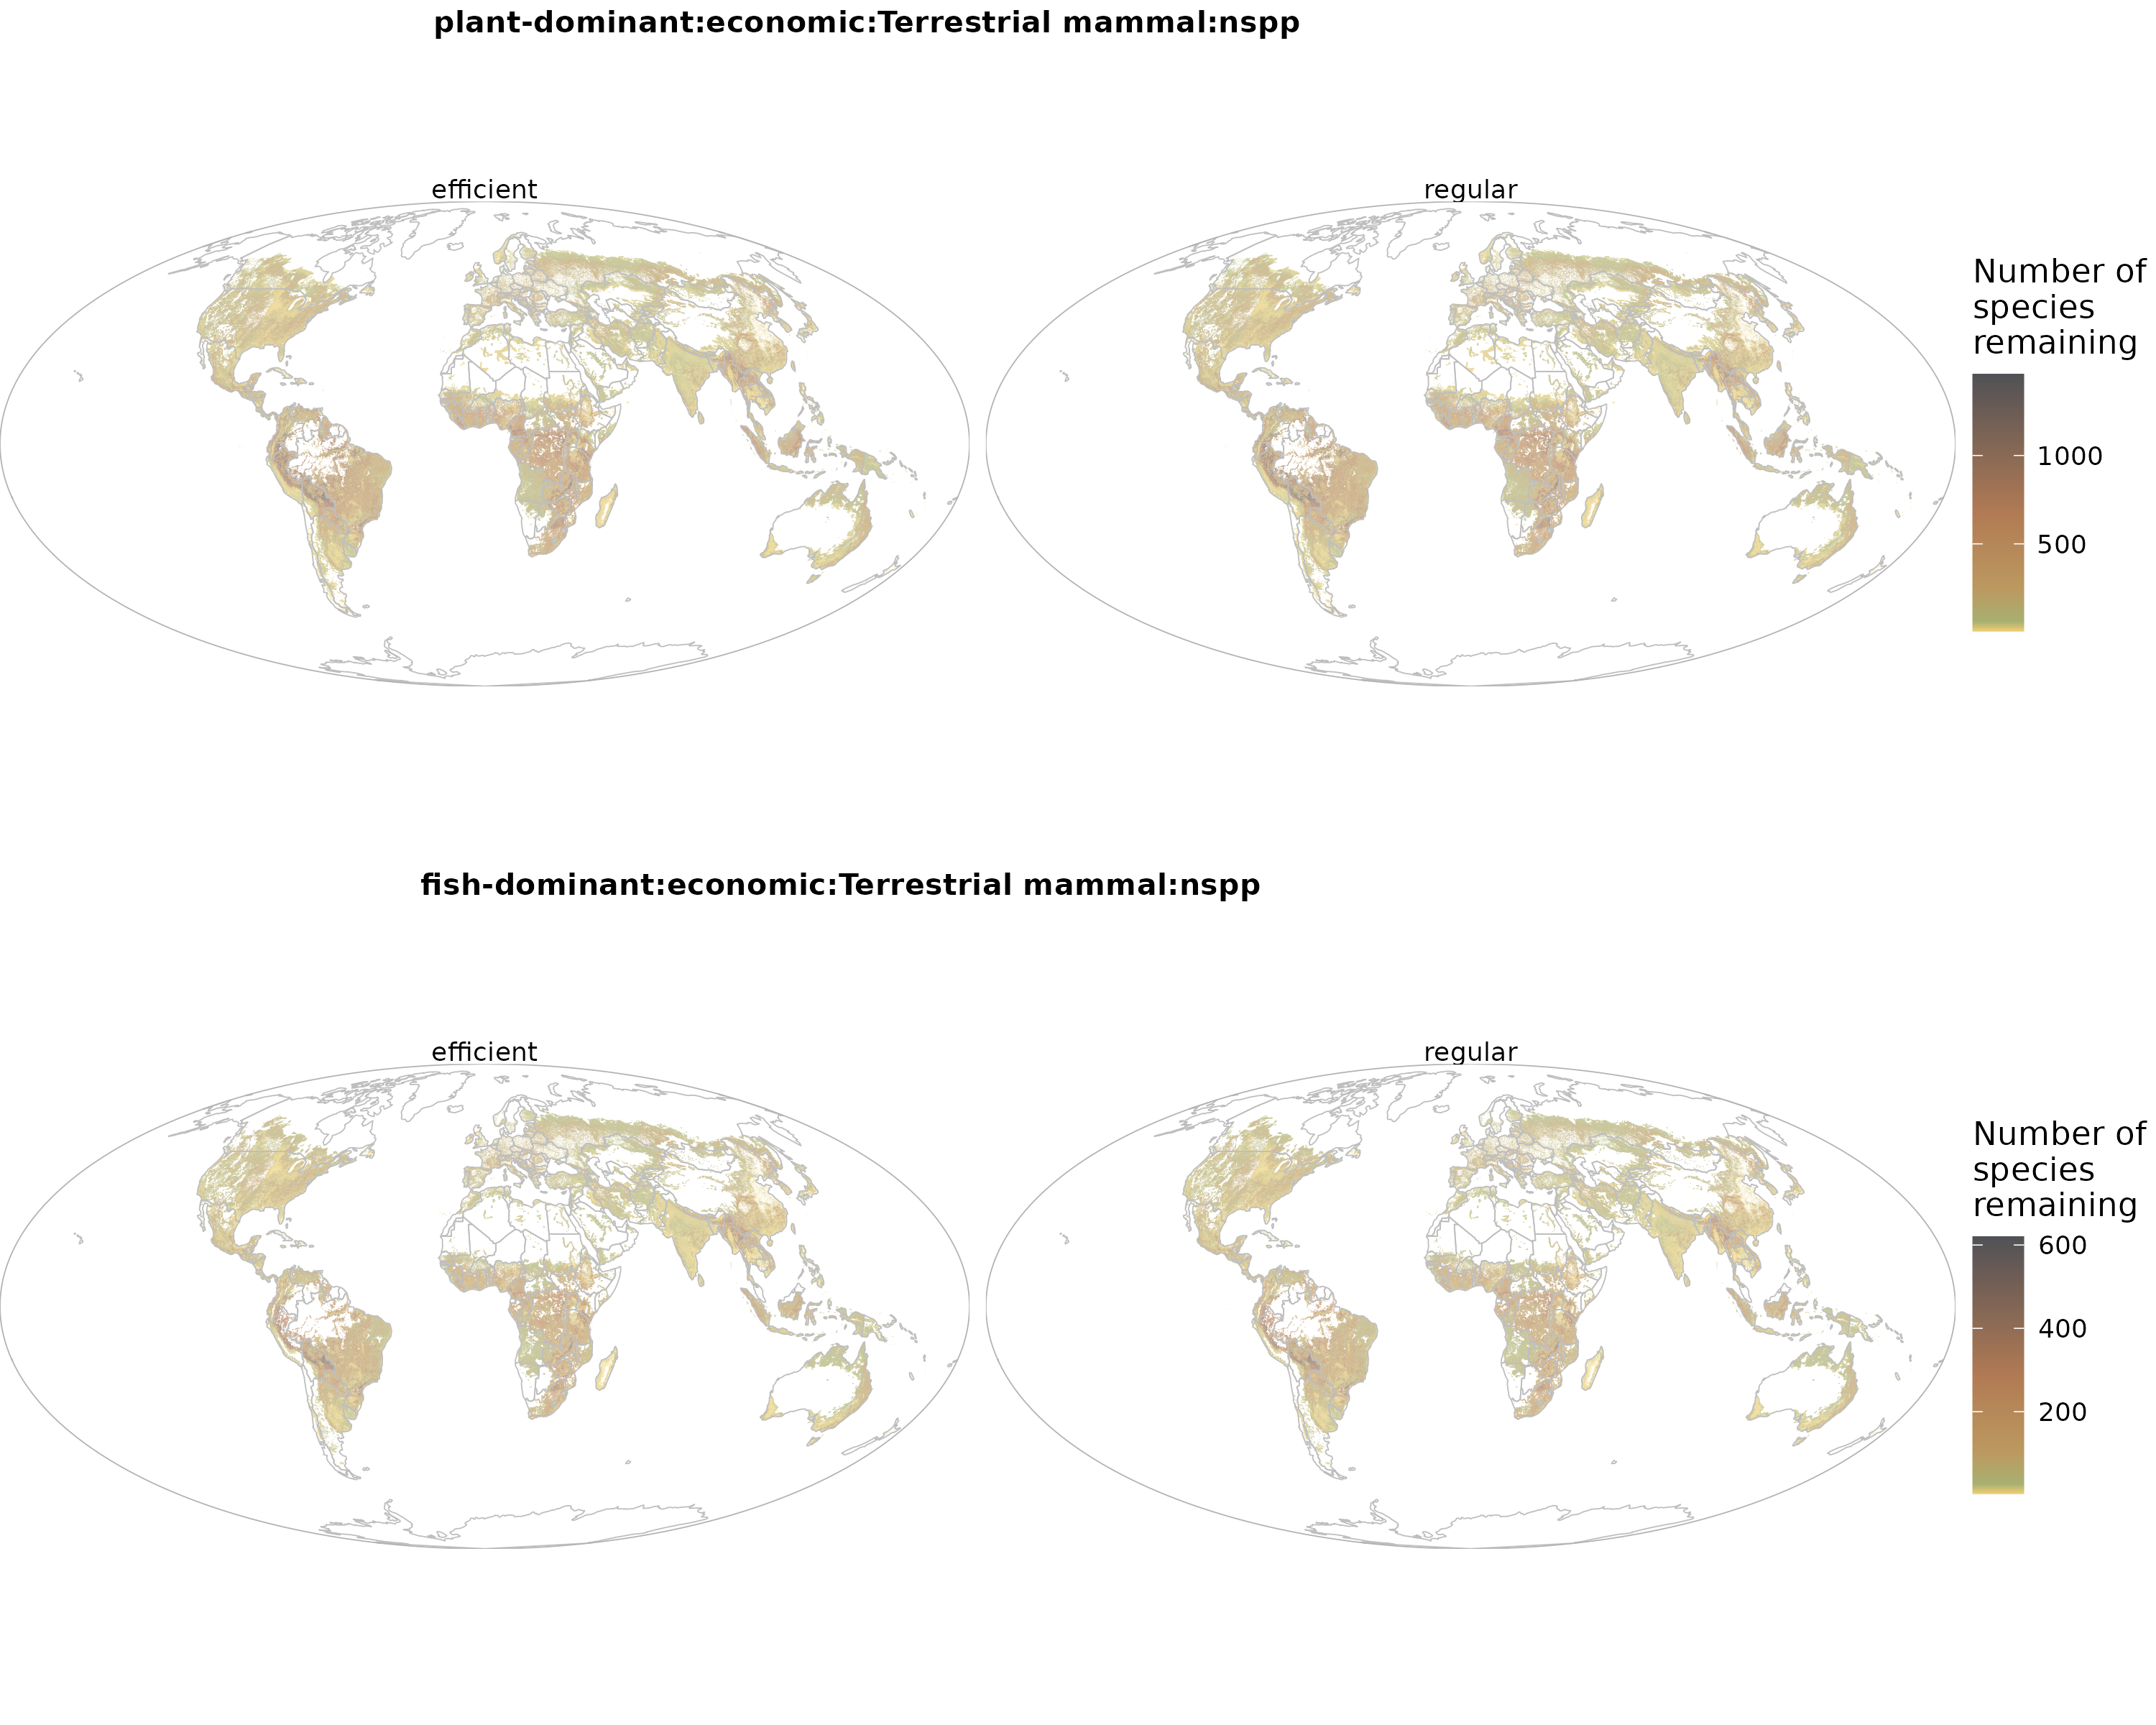 plant-dominant:economic:Terrestrial mammal:nspp
efficient
regular
Number of
species
remaining
1000
500
fish-dominant:economic:Terrestrial mammal:nspp
efficient
regular
Number of
species
remaining
600
400
200